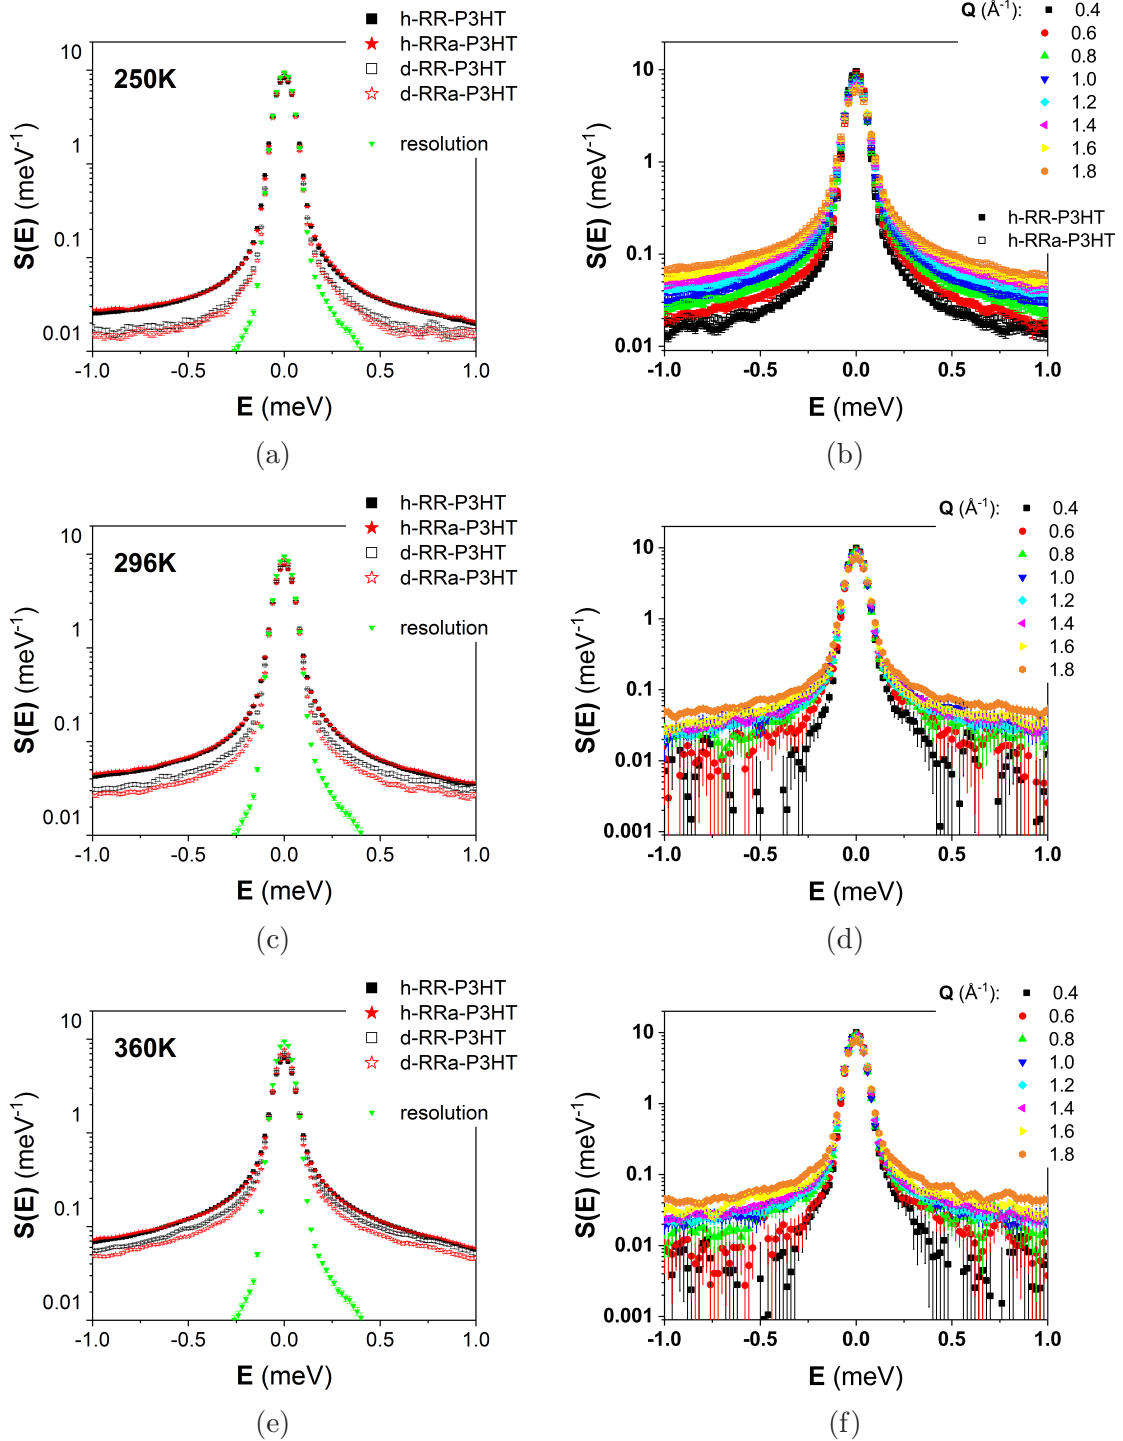 h-RR-P3HT
h-RRa-P3HT
d-RR-P3HT
d-RRa-P3HT
resolution
250K
10
1
0.1
0.01
S(E) (meV⁻¹)
-1.0 -0.5 0.0 0.5 1.0
E (meV)
(a)
Q (Å⁻¹): 0.4
0.6
0.8
1.0
1.2
1.4
1.6
1.8
h-RR-P3HT
h-RRa-P3HT
10
1
0.1
0.01
S(E) (meV⁻¹)
-1.0 -0.5 0.0 0.5 1.0
E (meV)
(b)
h-RR-P3HT
h-RRa-P3HT
d-RR-P3HT
d-RRa-P3HT
resolution
296K
10
1
0.1
0.01
S(E) (meV⁻¹)
-1.0 -0.5 0.0 0.5 1.0
E (meV)
(c)
Q (Å⁻¹): 0.4
0.6
0.8
1.0
1.2
1.4
1.6
1.8
10
1
0.1
0.01
0.001
S(E) (meV⁻¹)
-1.0 -0.5 0.0 0.5 1.0
E (meV)
(d)
h-RR-P3HT
h-RRa-P3HT
d-RR-P3HT
d-RRa-P3HT
resolution
360K
10
1
0.1
0.01
S(E) (meV⁻¹)
-1.0 -0.5 0.0 0.5 1.0
E (meV)
(e)
Q (Å⁻¹): 0.4
0.6
0.8
1.0
1.2
1.4
1.6
1.8
10
1
0.1
0.01
0.001
S(E) (meV⁻¹)
-1.0 -0.5 0.0 0.5 1.0
E (meV)
(f)